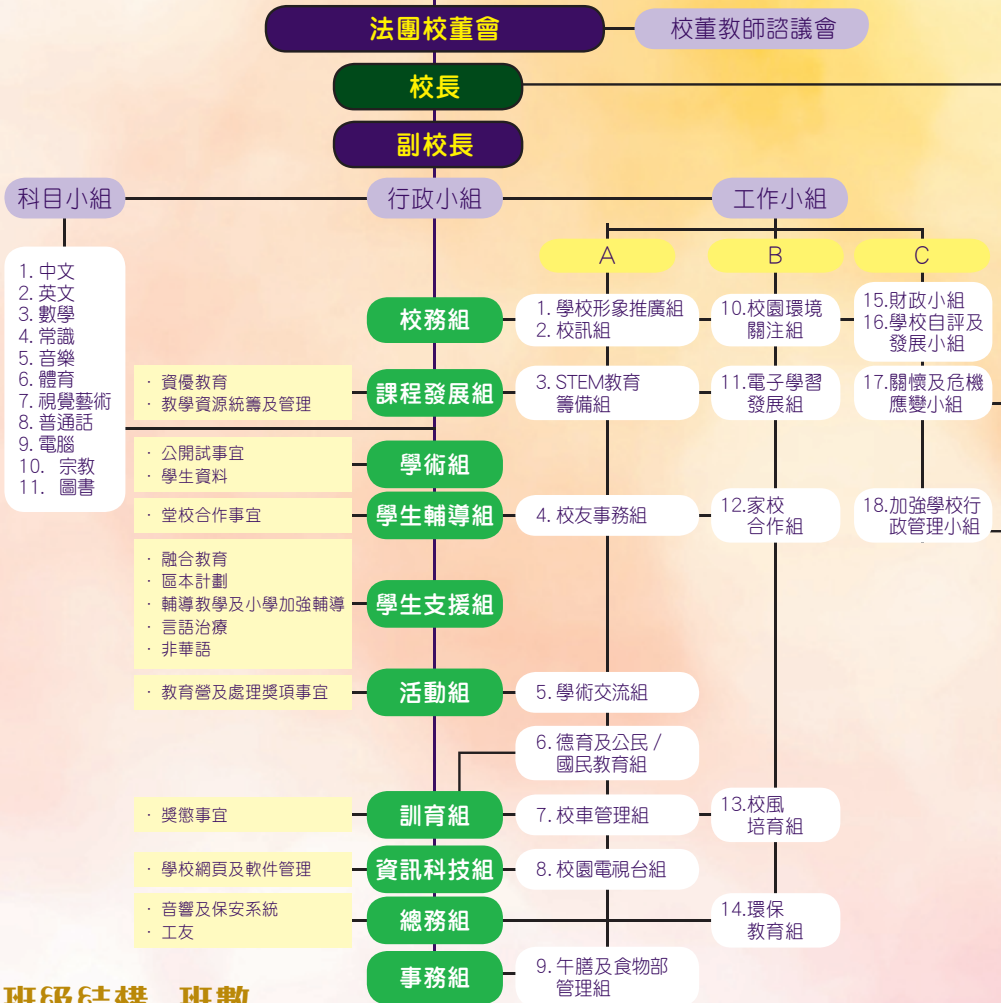 法團校董會
校董教師諮議會
校長
副校長
科目小組
行政小組
工作小組
A
B
C
1. 中文
2. 英文
3. 數學
4. 常識
5. 音樂
6. 體育
7. 視覺藝術
8. 普通話
9. 電腦
10. 宗教
11. 圖書
校務組
1. 學校形象推廣組
2. 校訊組
10.校園環境
關注組
15.財政小組
16.學校自評及
發展小組
· 資優教育
· 教學資源統籌及管理
課程發展組
3. STEM教育
籌備組
11.電子學習
發展組
17.關懷及危機
應變小組
· 公開試事宜
· 學生資料
學術組
· 堂校合作事宜
學生輔導組
4. 校友事務組
12.家校
合作組
18.加強學校行
政管理小組
· 融合教育
· 區本計劃
· 輔導教學及小學加強輔導
· 言語治療
· 非華語
學生支援組
· 教育營及處理獎項事宜
活動組
5. 學術交流組
6. 德育及公民 /
國民教育組
· 獎懲事宜
訓育組
7. 校車管理組
13.校風
培育組
· 學校網頁及軟件管理
資訊科技組
8. 校園電視台組
· 音響及保安系統
· 工友
總務組
14.環保
教育組
事務組
9. 午膳及食物部
管理組
班級結構 班數